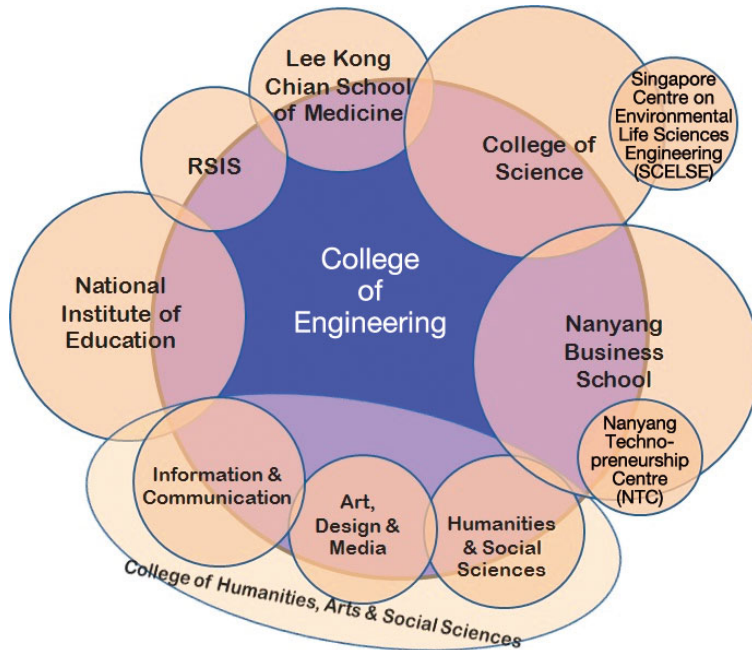 Lee Kong
Chian School
of Medicine
RSIS
College of
Science
Singapore
Centre on
Environmental
Life Sciences
Engineering
(SCELSE)
National
Institute of
Education
College
of
Engineering
Nanyang
Business
School
Nanyang
Techno-
preneurship
Centre
(NTC)
Information &
Communication
Art,
Design &
Media
Humanities
& Social
Sciences
College of Humanities, Arts & Social Sciences